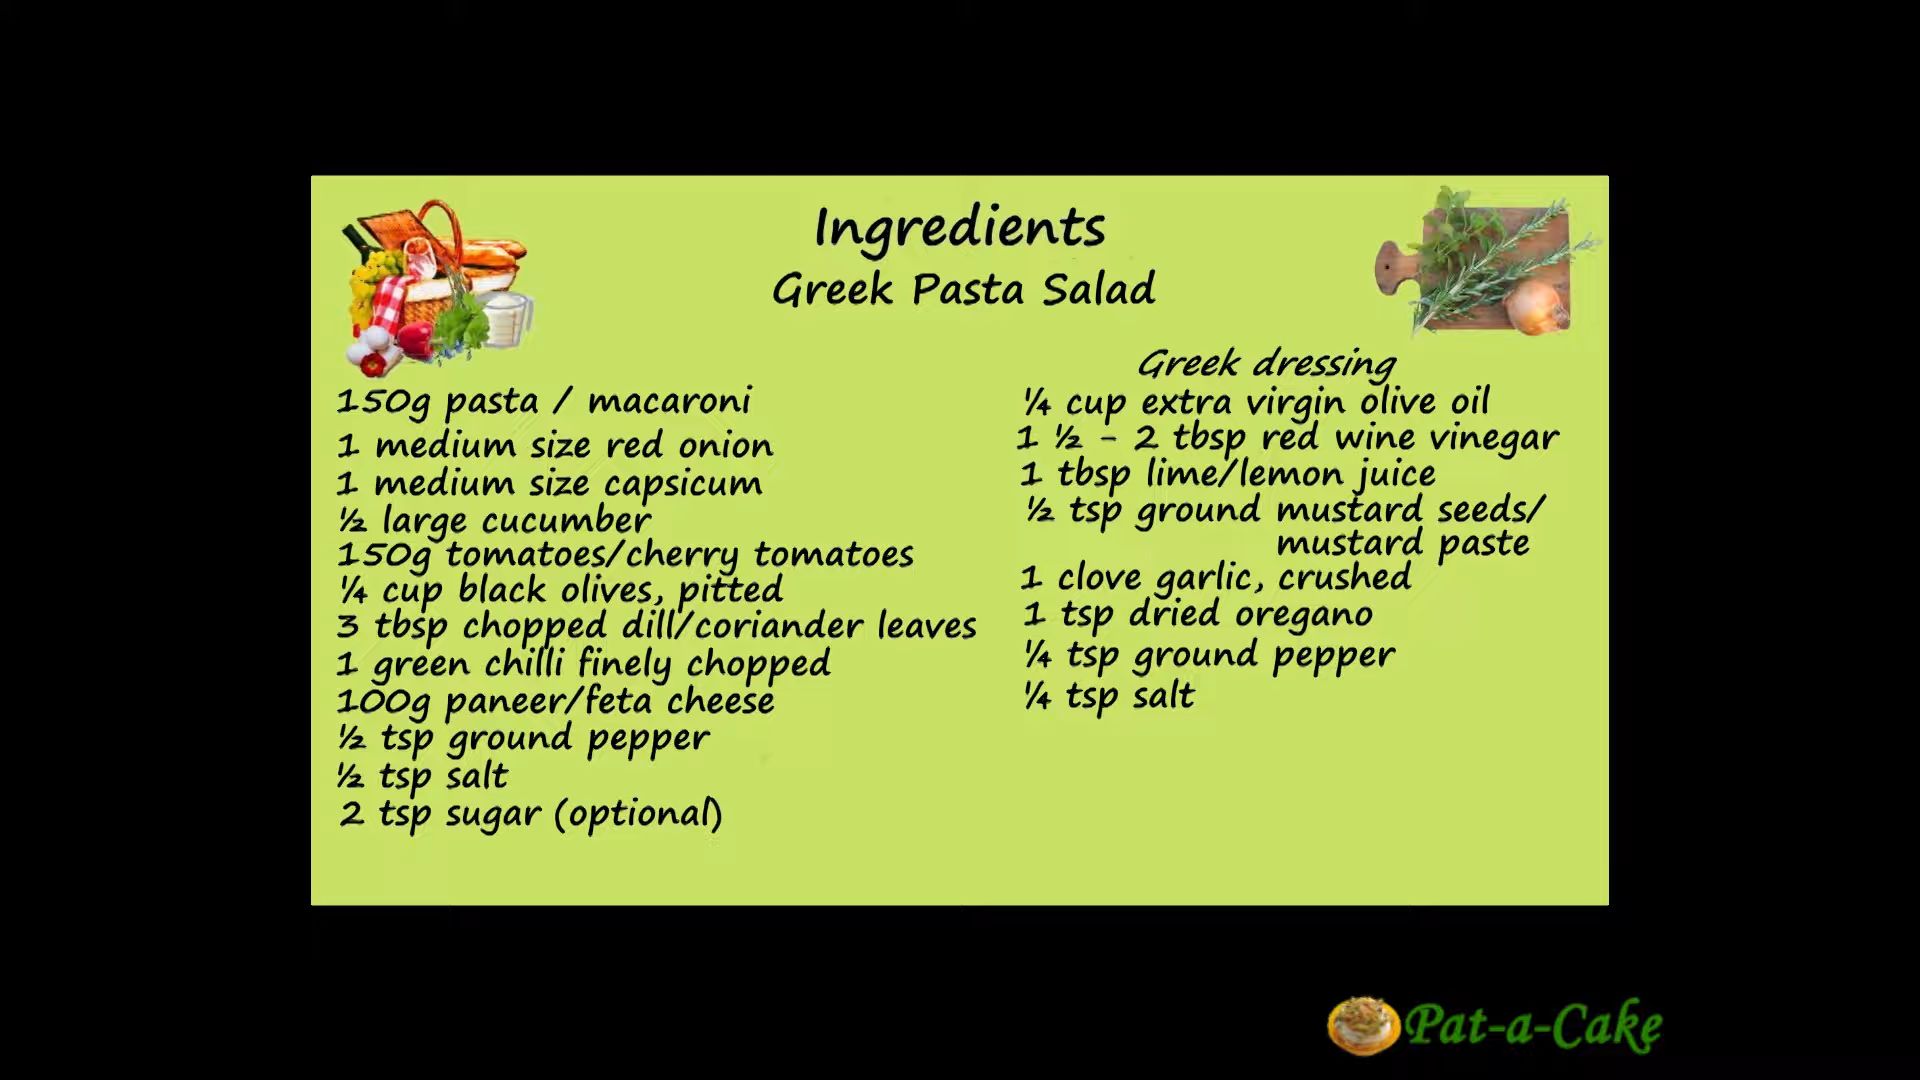 Ingredients
Greek Pasta Salad
150g pasta / macaroni
1 medium size red onion
1 medium size capsicum
½ large cucumber
150g tomatoes/cherry tomatoes
¼ cup black olives, pitted
3 tbsp chopped dill/coriander leaves
1 green chilli finely chopped
100g paneer/feta cheese
½ tsp ground pepper
½ tsp salt
2 tsp sugar (optional)
Greek dressing
¼ cup extra virgin olive oil
1 ½ - 2 tbsp red wine vinegar
1 tbsp lime/lemon juice
½ tsp ground mustard seeds/
mustard paste
1 clove garlic, crushed
1 tsp dried oregano
¼ tsp ground pepper
¼ tsp salt
Pat-a-Cake